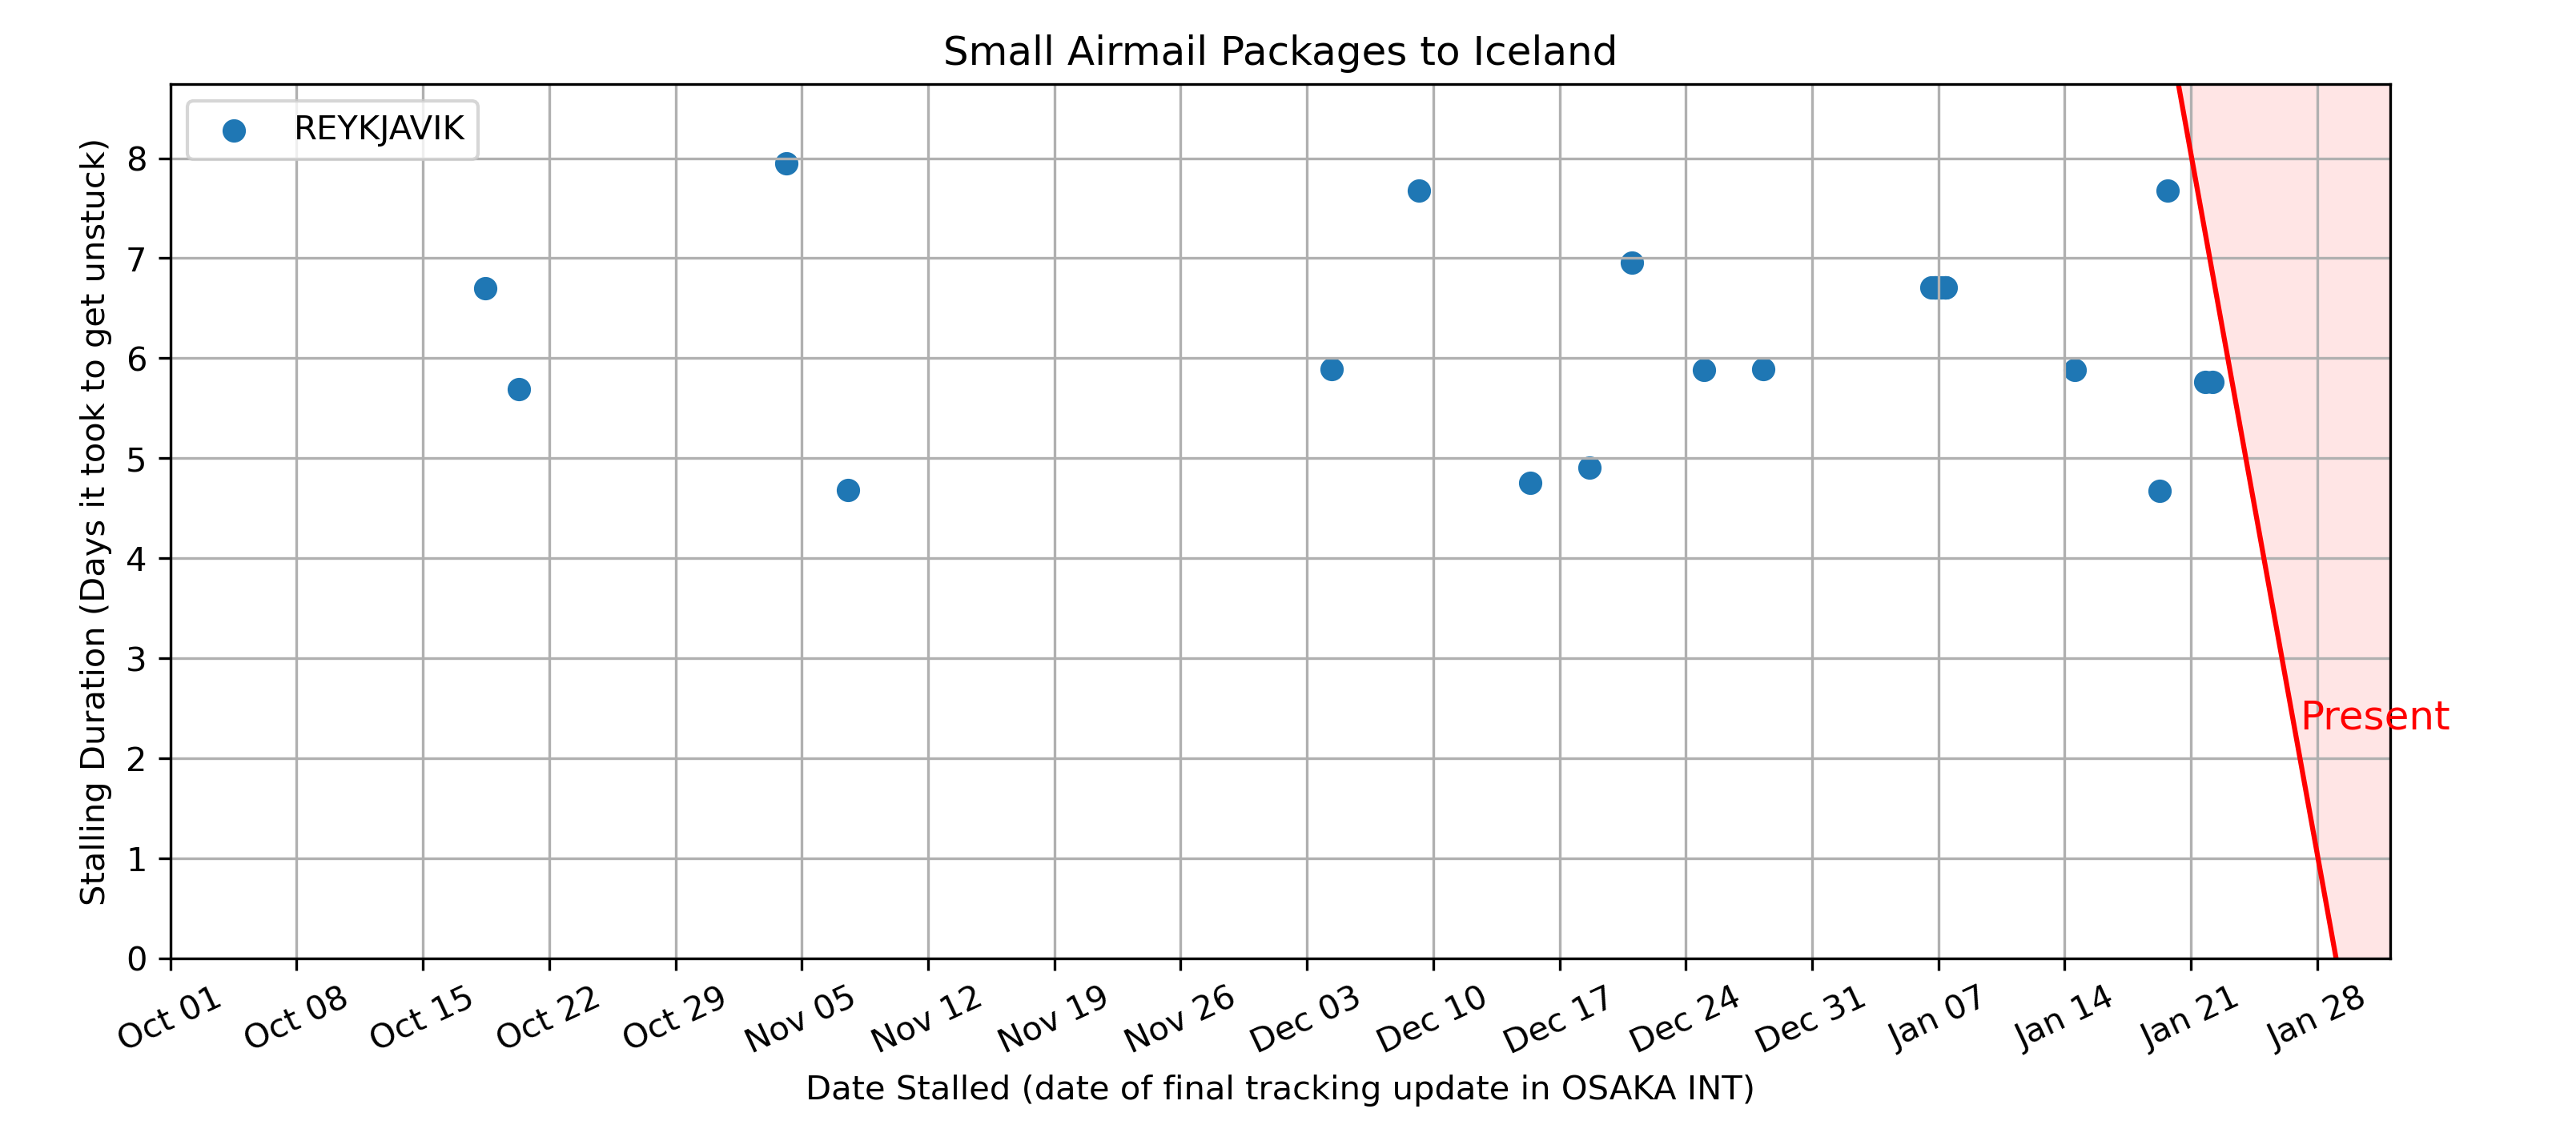 Small Airmail Packages to Iceland
REYKJAVIK
Stalling Duration (Days it took to get unstuck)
8
7
6
5
4
3
2
1
0
Present
Oct 01 Oct 08 Oct 15 Oct 22 Oct 29 Nov 05 Nov 12 Nov 19 Nov 26 Dec 03 Dec 10 Dec 17 Dec 24 Dec 31 Jan 07 Jan 14 Jan 21 Jan 28
Date Stalled (date of final tracking update in OSAKA INT)